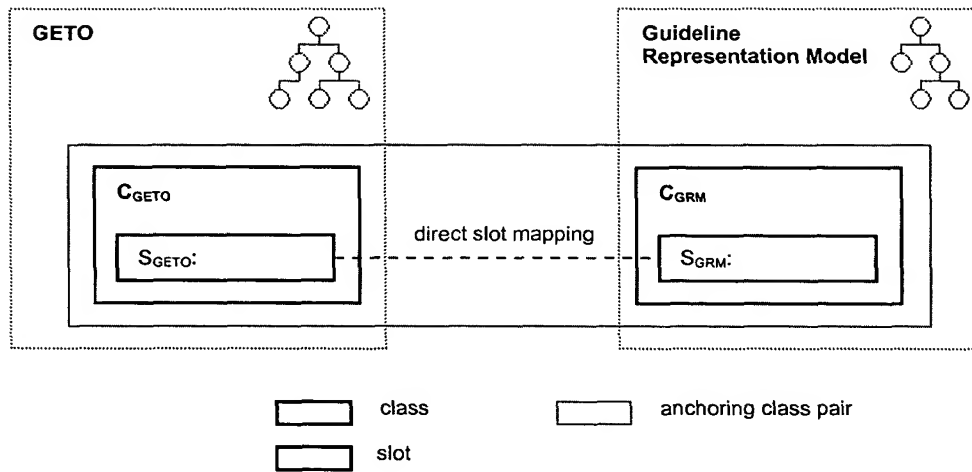 GETO
Guideline
Representation Model
CGETO
CGRM
direct slot mapping
SGETO:
SGRM:
class
anchoring class pair
slot